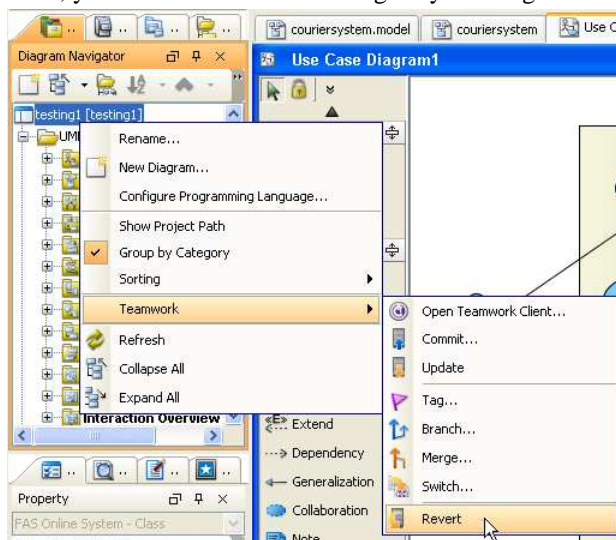 couriersystem.model
couriersystem
Use C
Diagram Navigator
Use Case Diagram1
testing1 [testing1]
UM
Rename...
New Diagram...
Configure Programming Language...
Show Project Path
Group by Category
Sorting
Teamwork
Open Teamwork Client...
Refresh
Commit...
Collapse All
Update
Expand All
Tag...
Interaction Overview
Extend
Branch...
Dependency
Merge...
Generalization
Switch...
Property
Collaboration
Revert
FAS Online System - Class
Note